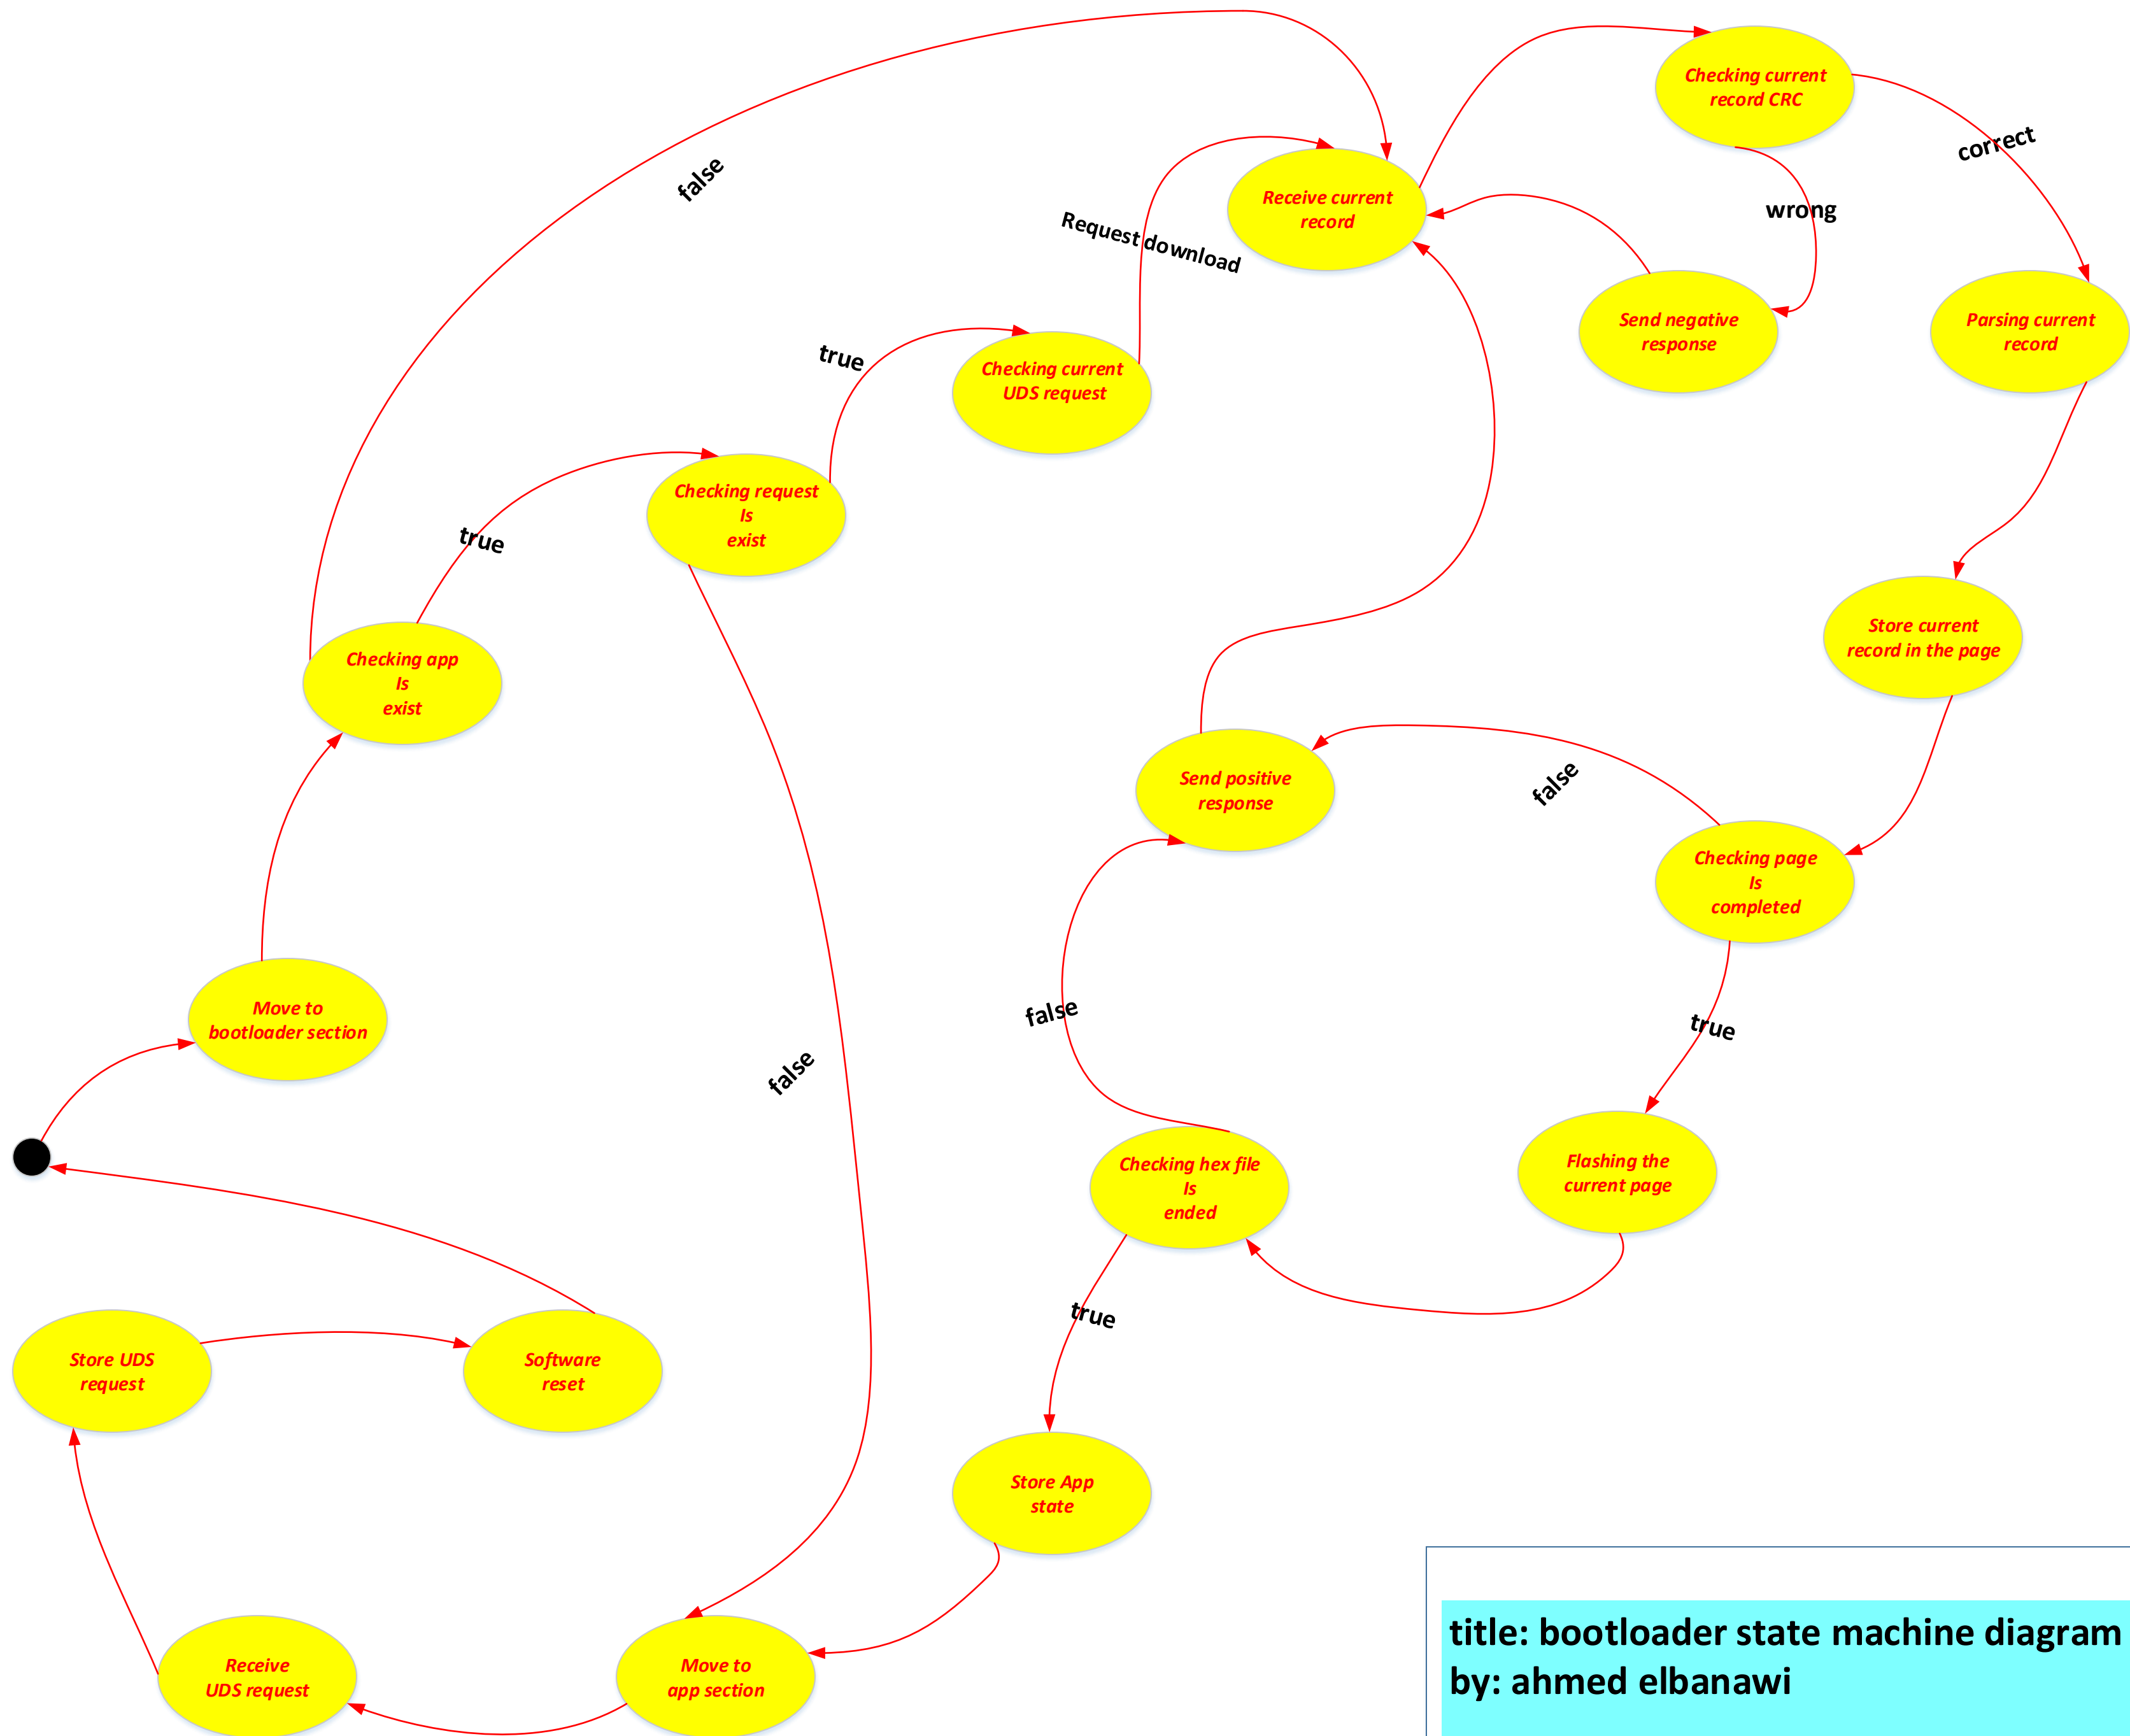 Checking current
record CRC
correct
false
Receive current
record
wrong
Request download
Send negative
response
Parsing current
record
true
Checking current
UDS request
Checking request
Is
exist
true
Store current
record in the page
Checking app
Is
exist
Send positive
response
false
Checking page
Is
completed
Move to
bootloader section
false
true
false
Checking hex file
Is
ended
Flashing the
current page
true
Store UDS
request
Software
reset
Store App
state
Receive
UDS request
Move to
app section
title: bootloader state machine diagram
by: ahmed elbanawi